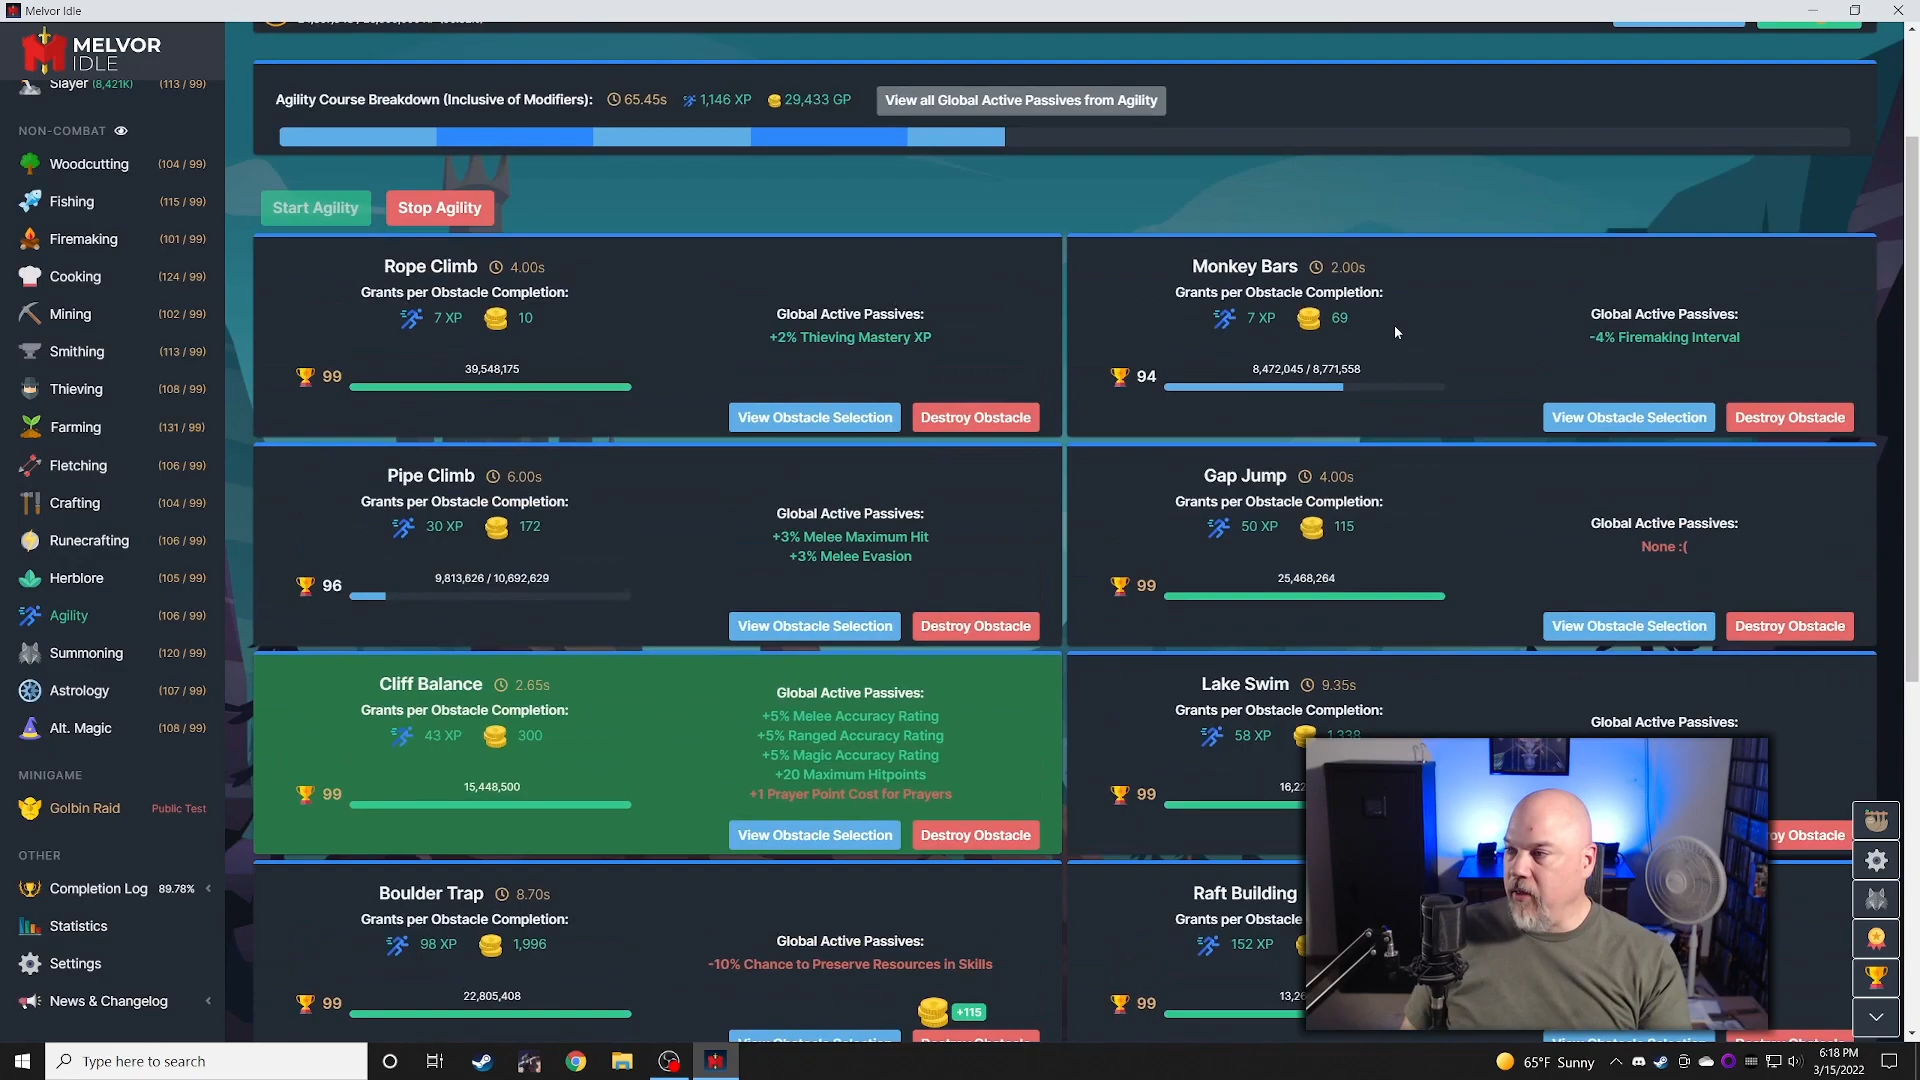 Melvor Idle
MELVOR
IDLE
Slayer (8,421K) (113 / 99)
NON-COMBAT
Woodcutting (104 / 99)
Fishing (115 / 99)
Firemaking (101 / 99)
Cooking (124 / 99)
Mining (102 / 99)
Smithing (113 / 99)
Thieving (108 / 99)
Farming (131 / 99)
Fletching (106 / 99)
Crafting (104 / 99)
Runecrafting (106 / 99)
Herblore (105 / 99)
Agility (106 / 99)
Summoning (120 / 99)
Astrology (107 / 99)
Alt. Magic (108 / 99)
MINIGAME
Golbin Raid Public Test
OTHER
Completion Log 89.78%
Statistics
Settings
News & Changelog
Agility Course Breakdown (Inclusive of Modifiers): 65.45s 1,146 XP 29,433 GP View all Global Active Passives from Agility
Start Agility Stop Agility
Rope Climb 4.00s
Grants per Obstacle Completion:
7 XP 10
99 39,548,175
Global Active Passives:
+2% Thieving Mastery XP
View Obstacle Selection Destroy Obstacle
Monkey Bars 2.00s
Grants per Obstacle Completion:
7 XP 69
94 8,472,045 / 8,771,558
Global Active Passives:
-4% Firemaking Interval
View Obstacle Selection Destroy Obstacle
Pipe Climb 6.00s
Grants per Obstacle Completion:
30 XP 172
96 9,813,626 / 10,692,629
Global Active Passives:
+3% Melee Maximum Hit
+3% Melee Evasion
View Obstacle Selection Destroy Obstacle
Gap Jump 4.00s
Grants per Obstacle Completion:
50 XP 115
99 25,468,264
Global Active Passives:
None :(
View Obstacle Selection Destroy Obstacle
Cliff Balance 2.65s
Grants per Obstacle Completion:
43 XP 300
99 15,448,500
Global Active Passives:
+5% Melee Accuracy Rating
+5% Ranged Accuracy Rating
+5% Magic Accuracy Rating
+20 Maximum Hitpoints
+1 Prayer Point Cost for Prayers
View Obstacle Selection Destroy Obstacle
Lake Swim 9.35s
Grants per Obstacle Completion:
58 XP 1,338
99 16,22
Global Active Passives:
oy Obstacle
Boulder Trap 8.70s
Grants per Obstacle Completion:
98 XP 1,996
99 22,805,408
Global Active Passives:
-10% Chance to Preserve Resources in Skills
+115
Raft Building
Grants per Obstacle
152 XP
99 13,26
Type here to search
65°F Sunny
6:18 PM
3/15/2022